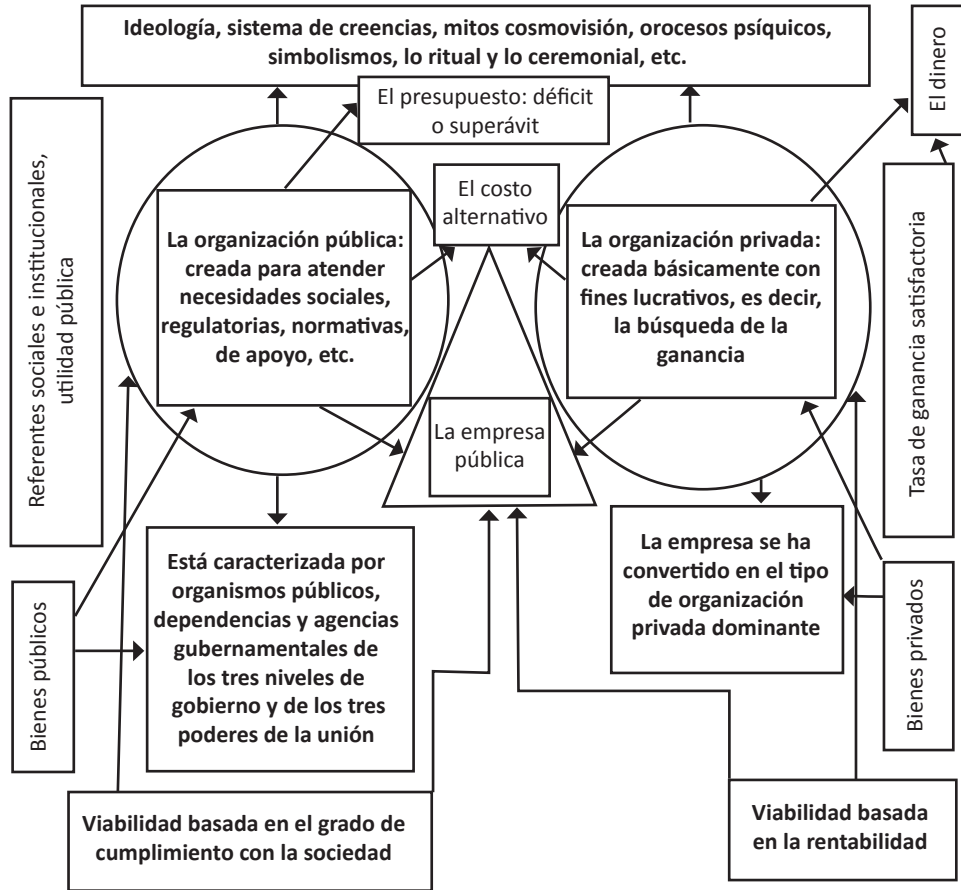 Ideología, sistema de creencias, mitos cosmovisión, orocesos psíquicos,
simbolismos, lo ritual y lo ceremonial, etc.
El presupuesto: déficit
o superávit
El dinero
Referentes sociales e institucionales,
utilidad pública
El costo
alternativo
La organización pública:
creada para atender
necesidades sociales,
regulatorias, normativas,
de apoyo, etc.
La organización privada:
creada básicamente con
fines lucrativos, es decir,
la búsqueda de la
ganancia
Tasa de ganancia satisfactoria
La empresa
pública
Bienes públicos
Está caracterizada por
organismos públicos,
dependencias y agencias
gubernamentales de
los tres niveles de
gobierno y de los tres
poderes de la unión
La empresa se ha
convertido en el tipo
de organización
privada dominante
Bienes privados
Viabilidad basada en el grado de
cumplimiento con la sociedad
Viabilidad basada
en la rentabilidad